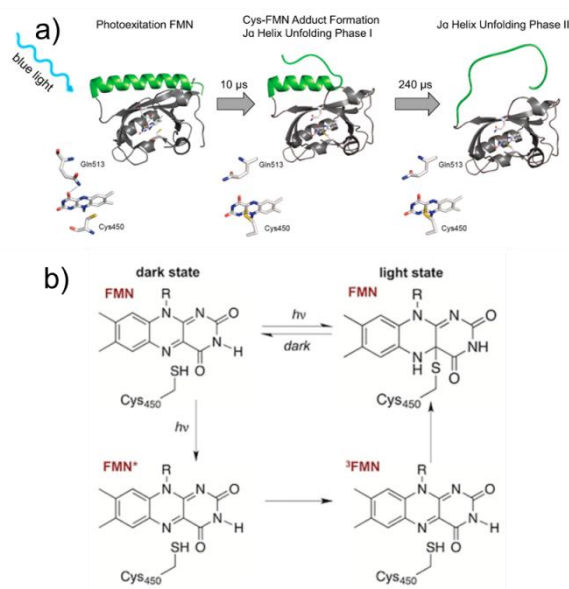 a)
Photoexitation FMN
Cys-FMN Adduct Formation
Jα Helix Unfolding Phase I
Jα Helix Unfolding Phase II
blue light
10 µs
240 µs
Gln513
Cys450
Gln513
Cys450
Gln513
Cys450
b)
dark state
light state
FMN
FMN
R
N
N
O
N
N
H
O
SH
Cys450
hν
dark
R
N
N
O
NH
N
H
S
O
Cys450
hν
FMN*
³FMN
R
N
N
O
N
N
H
SH
O
Cys450
R
N
N
O
N
N
H
SH
O
Cys450